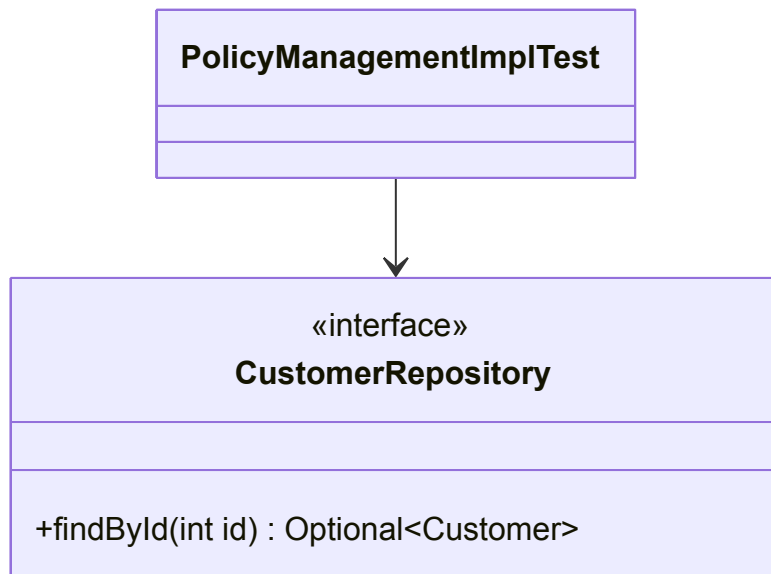 PolicyManagementImplTest
«interface»
CustomerRepository
+findById(int id) : Optional<Customer>